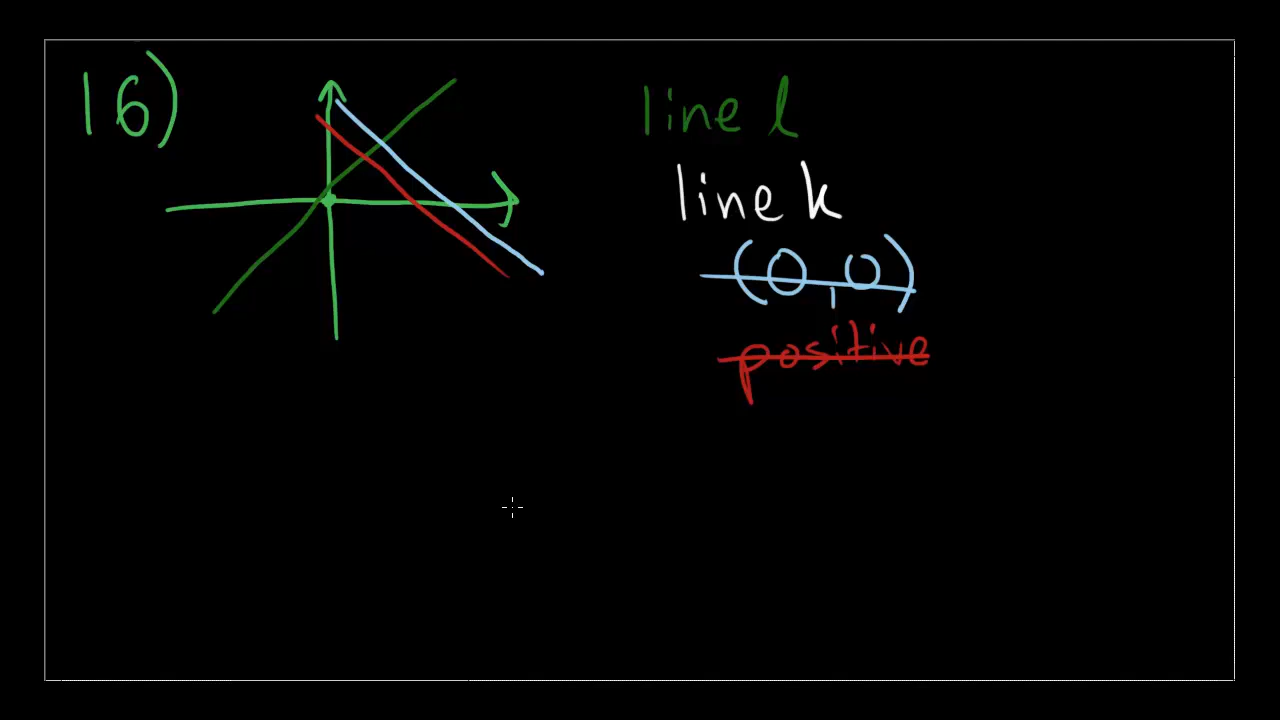 16)
line l
line k
(0,0)
positive